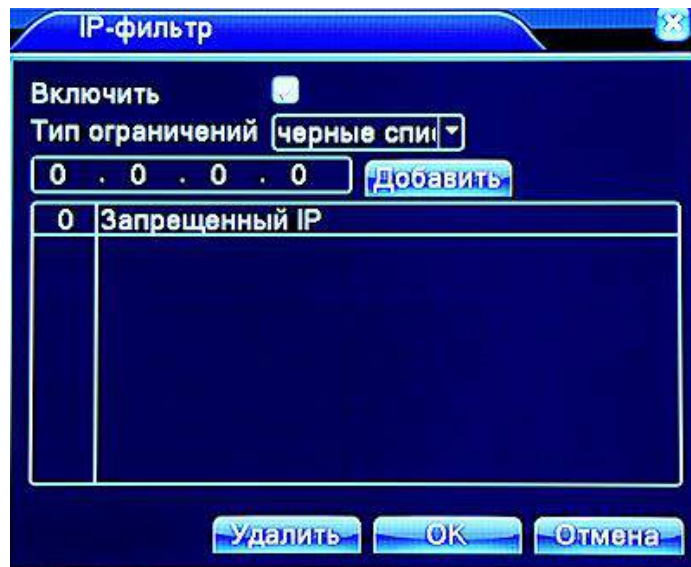 IP-фильтр
Включить
Тип ограничений черные спи
0 . 0 . 0 . 0 Добавить
0 Запрещенный IP
Удалить OK Отмена